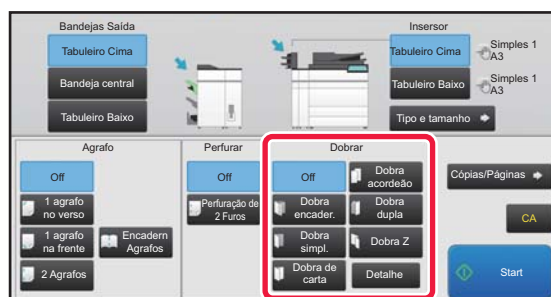 Bandejas Saída
Insersor
Tabuleiro Cima
Tabuleiro Cima
Simples 1
A3
Bandeja central
Tabuleiro Baixo
Simples 1
A3
Tabuleiro Baixo
Tipo e tamanho
Agrafo
Perfurar
Dobrar
Off
Off
Off
Dobra
acordeão
Cópias/Páginas
1 agrafo
no verso
Perfuração de
2 Furos
Dobra
encader.
Dobra
dupla
CA
1 agrafo
na frente
Encadern
Agrafos
Dobra
simpl.
Dobra Z
2 Agrafos
Dobra de
carta
Detalhe
Start